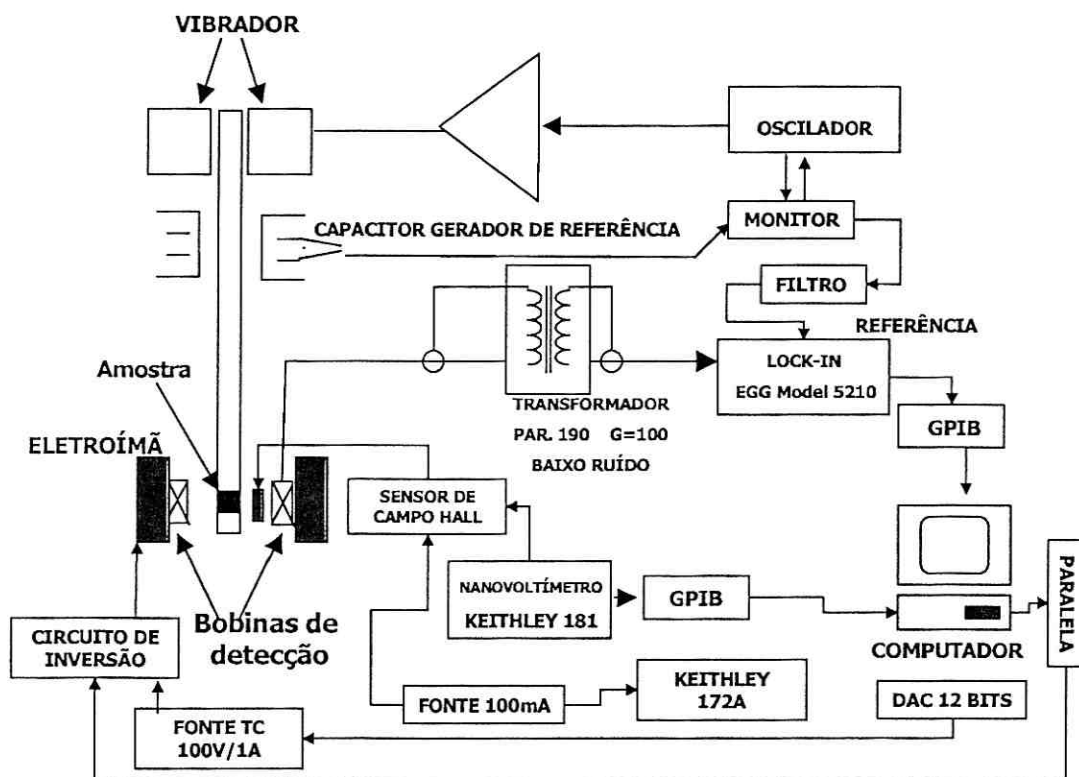 VIBRADOR
OSCILADOR
MONITOR
CAPACITOR GERADOR DE REFERÊNCIA
FILTRO
REFERÊNCIA
LOCK-IN
EGG Model 5210
Amostra
TRANSFORMADOR
PAR. 190 G=100
BAIXO RUÍDO
GPIB
ELETROÍMÃ
SENSOR DE
CAMPO HALL
NANOVOLTÍMETRO
KEITHLEY 181
GPIB
PARALELA
COMPUTADOR
Bobinas de
detecção
CIRCUITO DE
INVERSÃO
FONTE 100mA
KEITHLEY
172A
DAC 12 BITS
FONTE TC
100V/1A